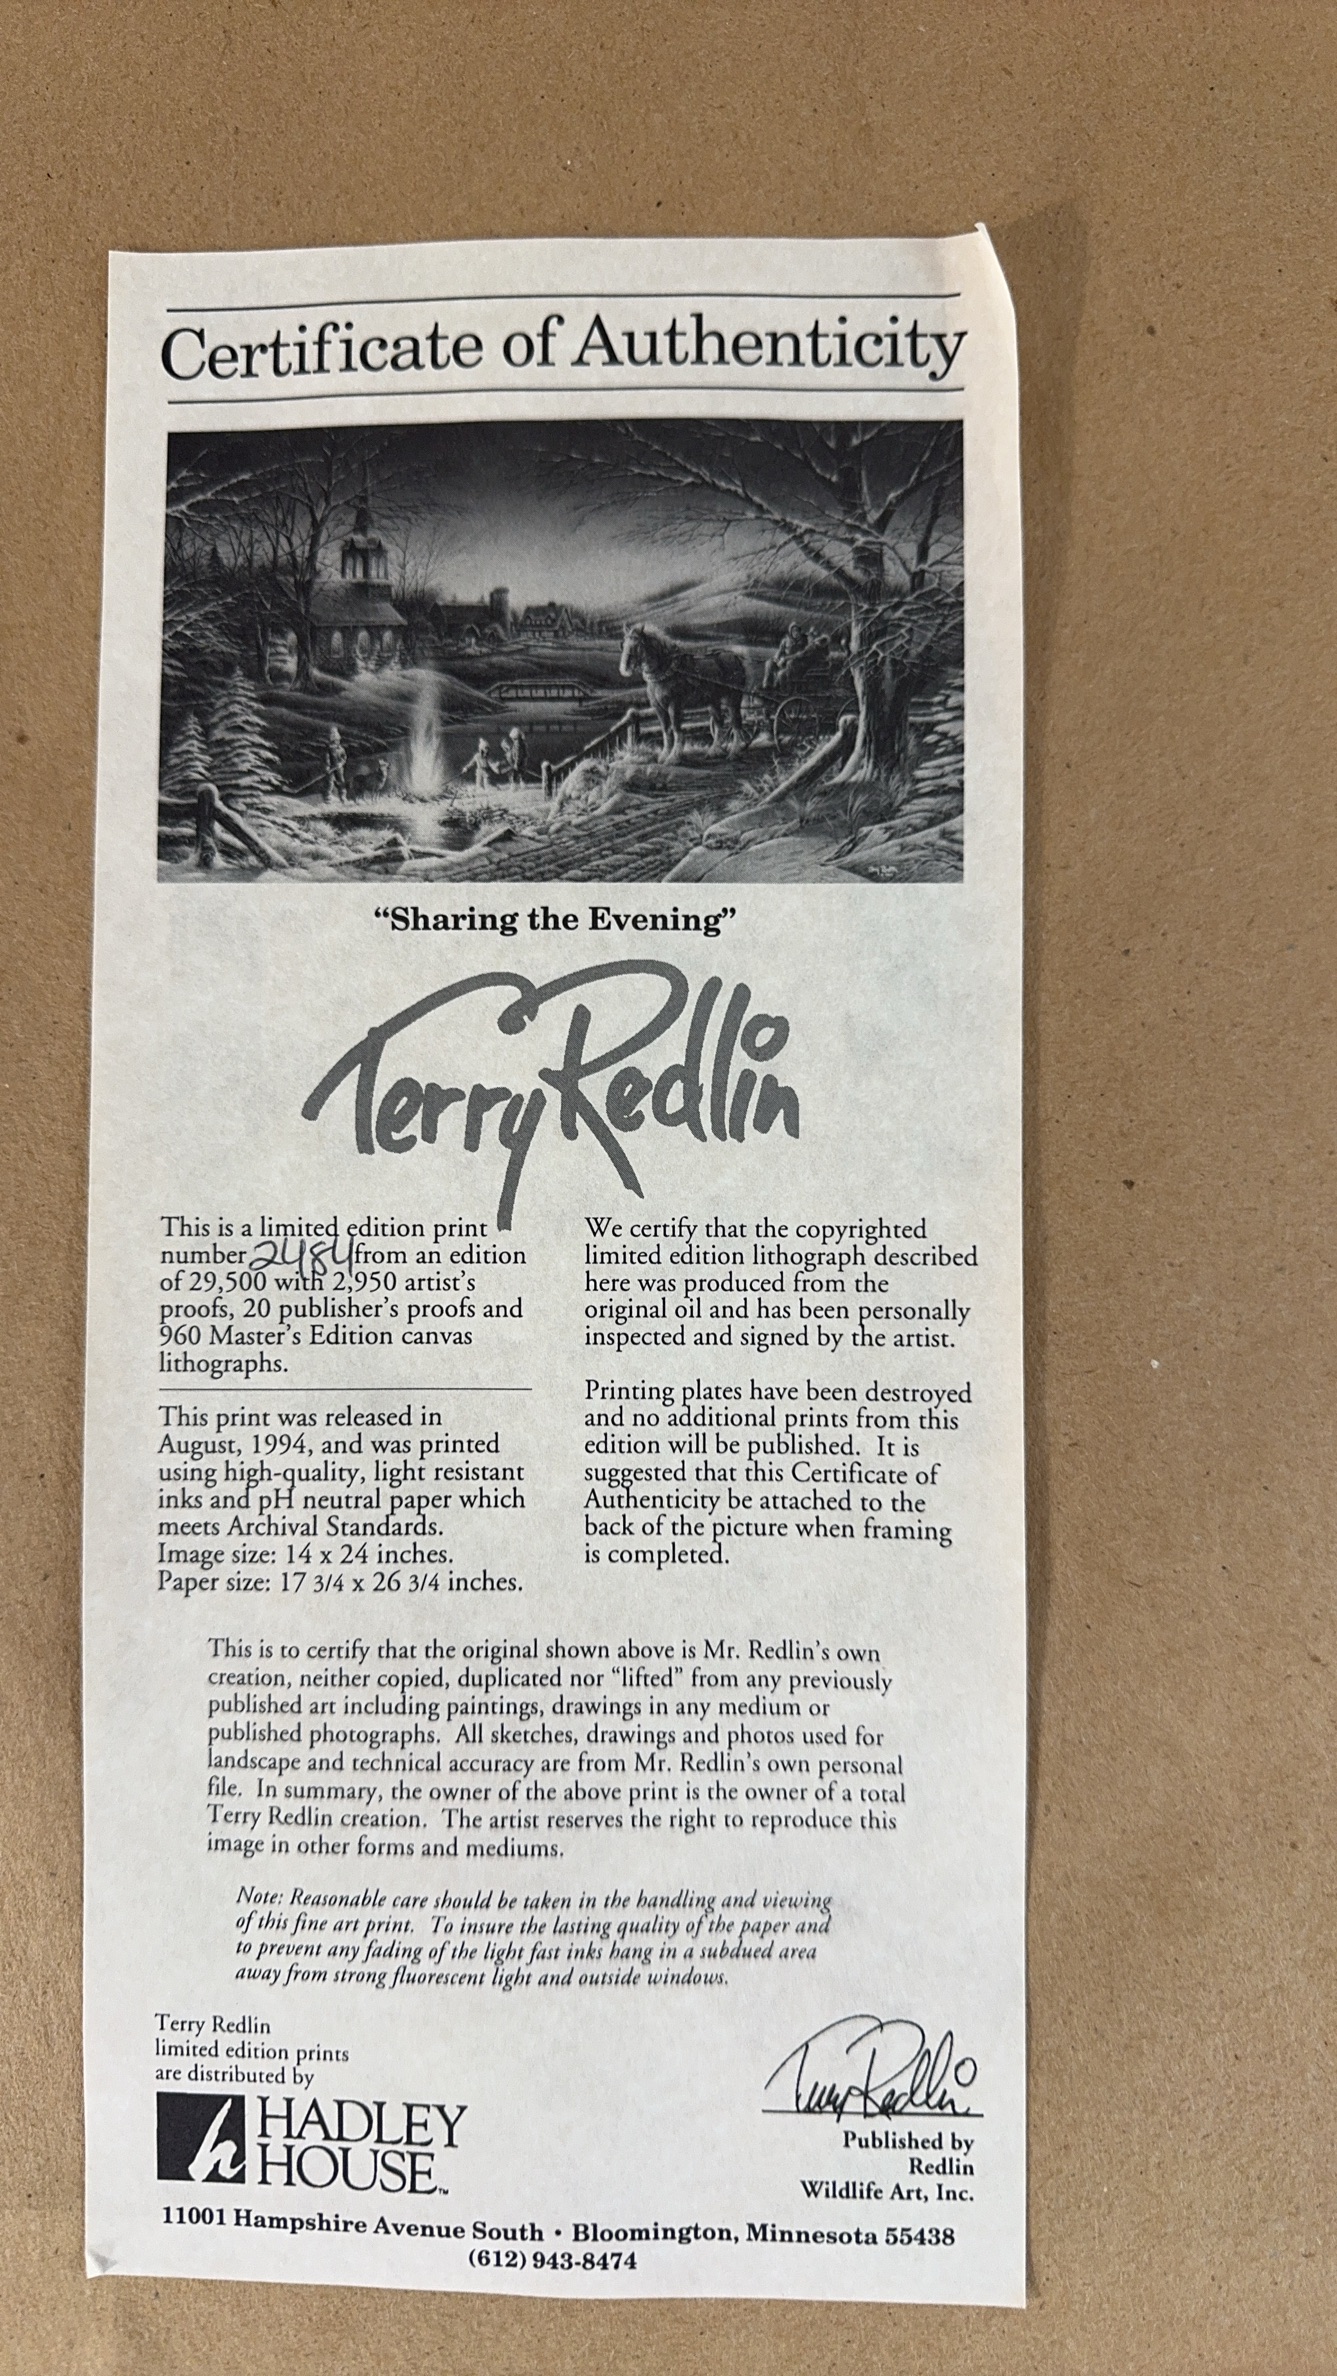 Certificate of Authenticity
"Sharing the Evening"
Terry Redlin
This is a limited edition print
number 2484 from an edition
of 29,500 with 2,950 artist's
proofs, 20 publisher's proofs and
960 Master's Edition canvas
lithographs.
This print was released in
August, 1994, and was printed
using high-quality, light resistant
inks and pH neutral paper which
meets Archival Standards.
Image size: 14 x 24 inches.
Paper size: 17 3/4 x 26 3/4 inches.
We certify that the copyrighted
limited edition lithograph described
here was produced from the
original oil and has been personally
inspected and signed by the artist.
Printing plates have been destroyed
and no additional prints from this
edition will be published. It is
suggested that this Certificate of
Authenticity be attached to the
back of the picture when framing
is completed.
This is to certify that the original shown above is Mr. Redlin's own
creation, neither copied, duplicated nor "lifted" from any previously
published art including paintings, drawings in any medium or
published photographs. All sketches, drawings and photos used for
landscape and technical accuracy are from Mr. Redlin's own personal
file. In summary, the owner of the above print is the owner of a total
Terry Redlin creation. The artist reserves the right to reproduce this
image in other forms and mediums.
Note: Reasonable care should be taken in the handling and viewing
of this fine art print. To insure the lasting quality of the paper and
to prevent any fading of the light fast inks hang in a subdued area
away from strong fluorescent light and outside windows.
Terry Redlin
limited edition prints
are distributed by
h HADLEY
HOUSE™
Terry Redlin
Published by
Redlin
Wildlife Art, Inc.
11001 Hampshire Avenue South • Bloomington, Minnesota 55438
(612) 943-8474